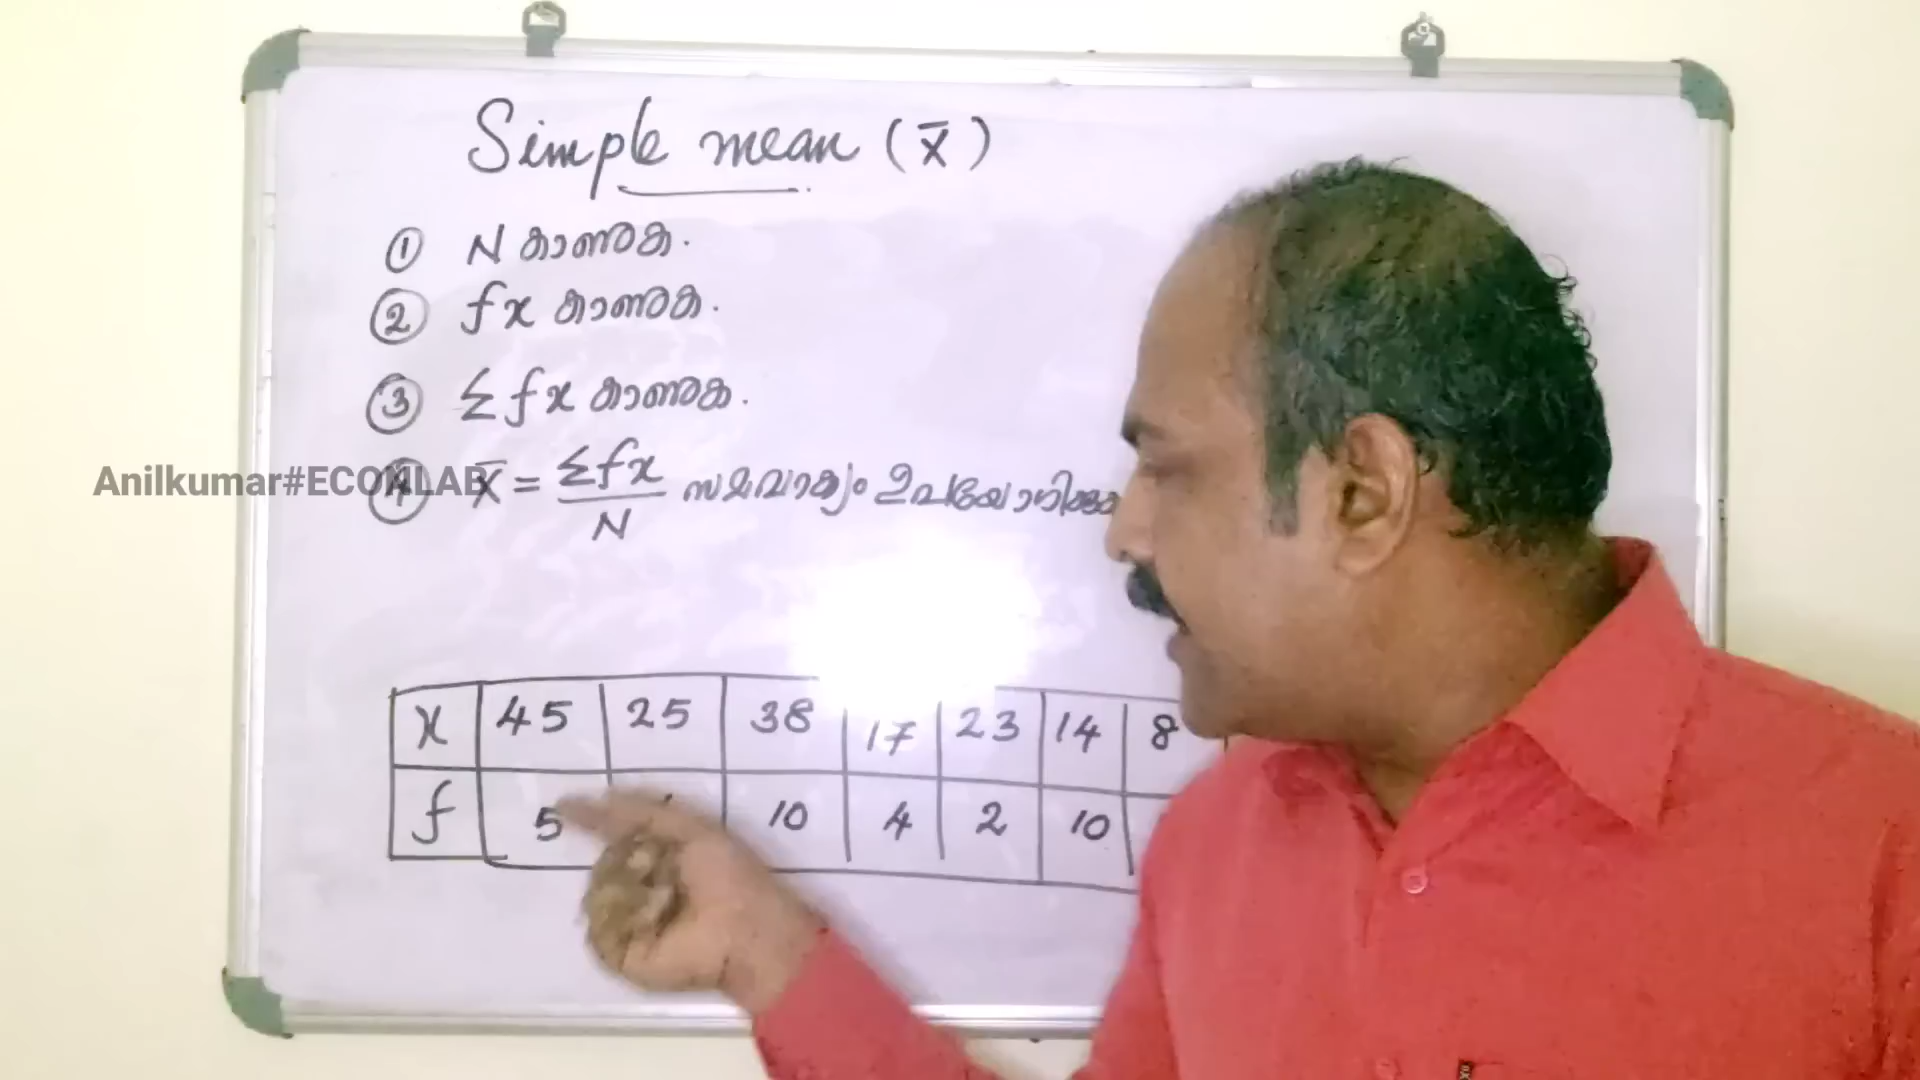 Simple mean (x̄)
① N കാണുക.
② fx കാണുക.
③ Σfx കാണുക.
④ x̄ = Σfx / N സമവാക്യം ഉപയോഗിക്ക
Anilkumar#ECOMLAB
x 45 25 38 17 23 14 8
f 5 10 4 2 10